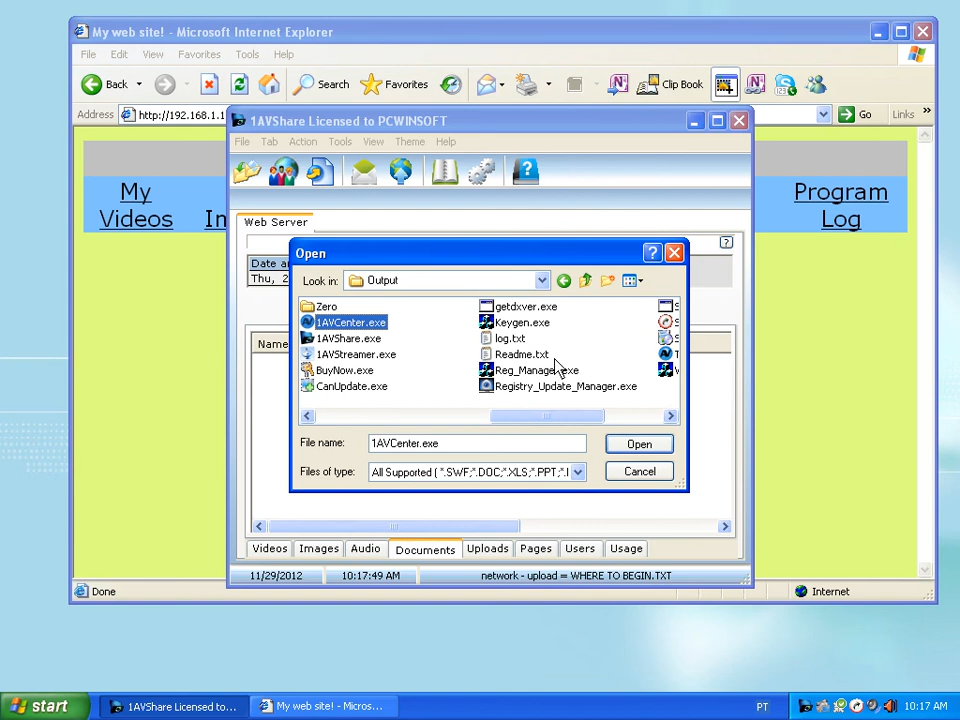 My web site! - Microsoft Internet Explorer
File Edit View Favorites Tools Help
Back Search Favorites Clip Book
Address http://192.168.1.1 Go Links »
1AVShare Licensed to PCWINSOFT
File Tab Action Tools View Theme Help
My Videos
Program Log
Web Server
Open
Look in: Output
Date
Thu, 2
Name
Zero
1AVCenter.exe
1AVShare.exe
1AVStreamer.exe
BuyNow.exe
CanUpdate.exe
getdxver.exe
Keygen.exe
log.txt
Readme.txt
Reg_Manager.exe
Registry_Update_Manager.exe
File name: 1AVCenter.exe Open
Files of type: All Supported ( *.SWF;*.DOC;*.XLS;*.PPT;*. Cancel
Videos Images Audio Documents Uploads Pages Users Usage
11/29/2012 10:17:49 AM network - upload = WHERE TO BEGIN.TXT
Done Internet
start 1AVShare Licensed to... My web site! - Micros... PT 10:17 AM